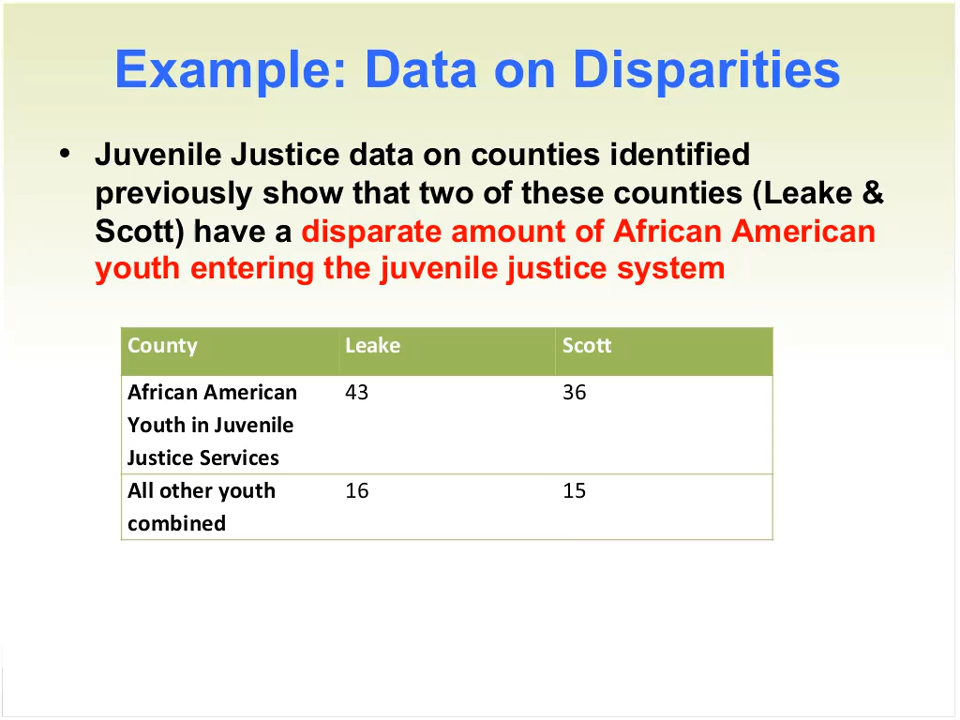 Example: Data on Disparities
• Juvenile Justice data on counties identified
previously show that two of these counties (Leake &
Scott) have a disparate amount of African American
youth entering the juvenile justice system
County Leake Scott
African American 43 36
Youth in Juvenile
Justice Services
All other youth 16 15
combined